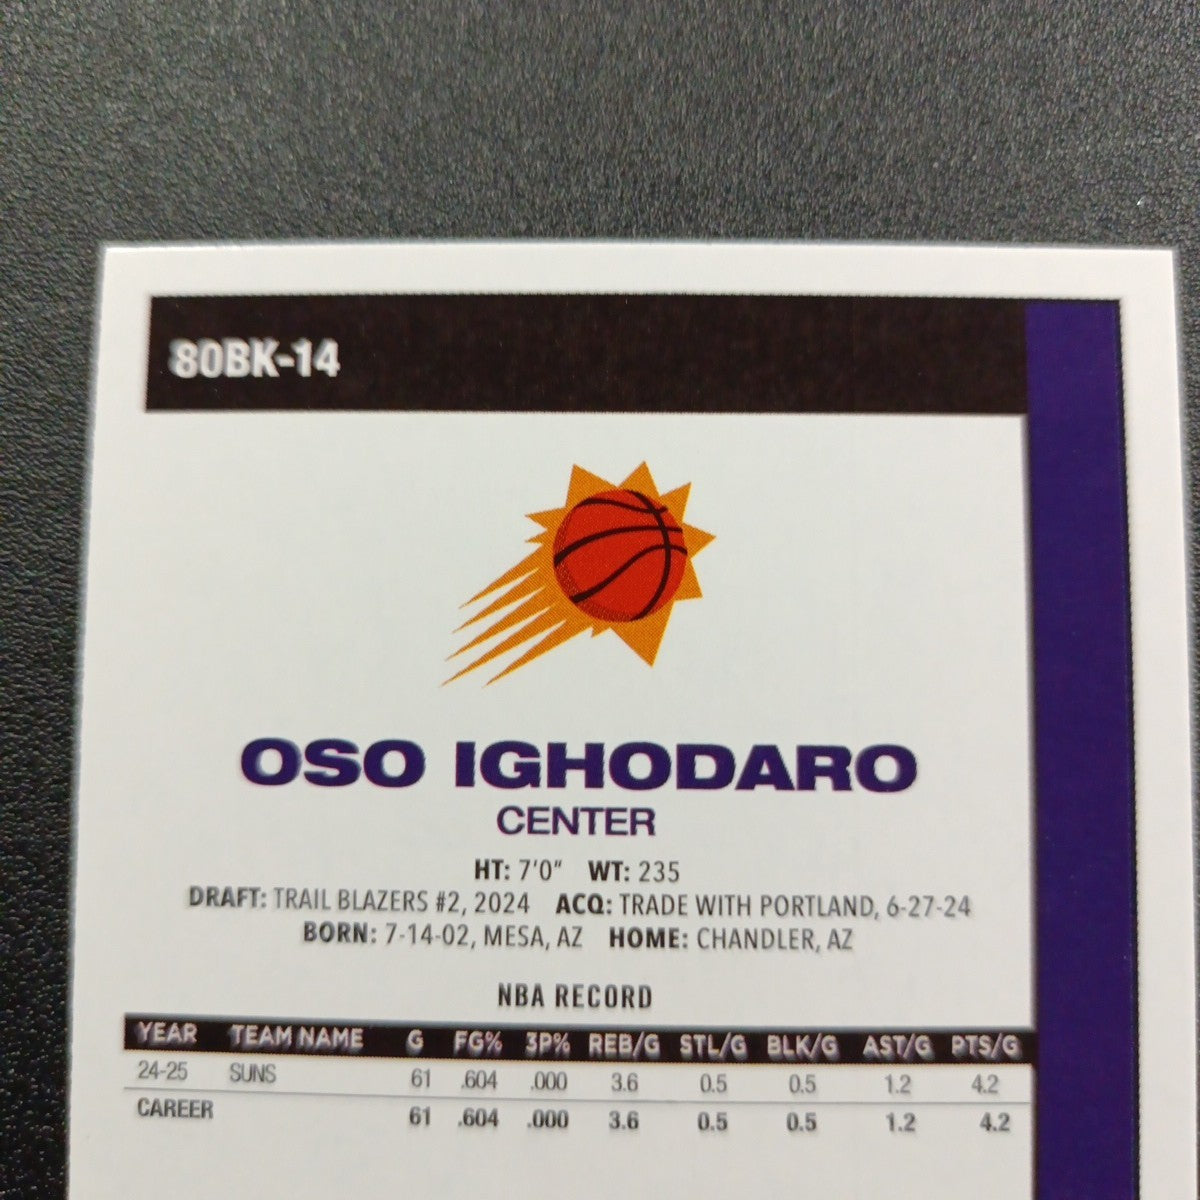 80BK-14
OSO IGHODARO
CENTER
HT: 7'0" WT: 235
DRAFT: TRAIL BLAZERS #2, 2024 ACQ: TRADE WITH PORTLAND, 6-27-24
BORN: 7-14-02, MESA, AZ HOME: CHANDLER, AZ
NBA RECORD
YEAR TEAM NAME G FG% 3P% REB/G STL/G BLK/G AST/G PTS/G
24-25 SUNS 61 .604 .000 3.6 0.5 0.5 1.2 4.2
CAREER 61 .604 .000 3.6 0.5 0.5 1.2 4.2